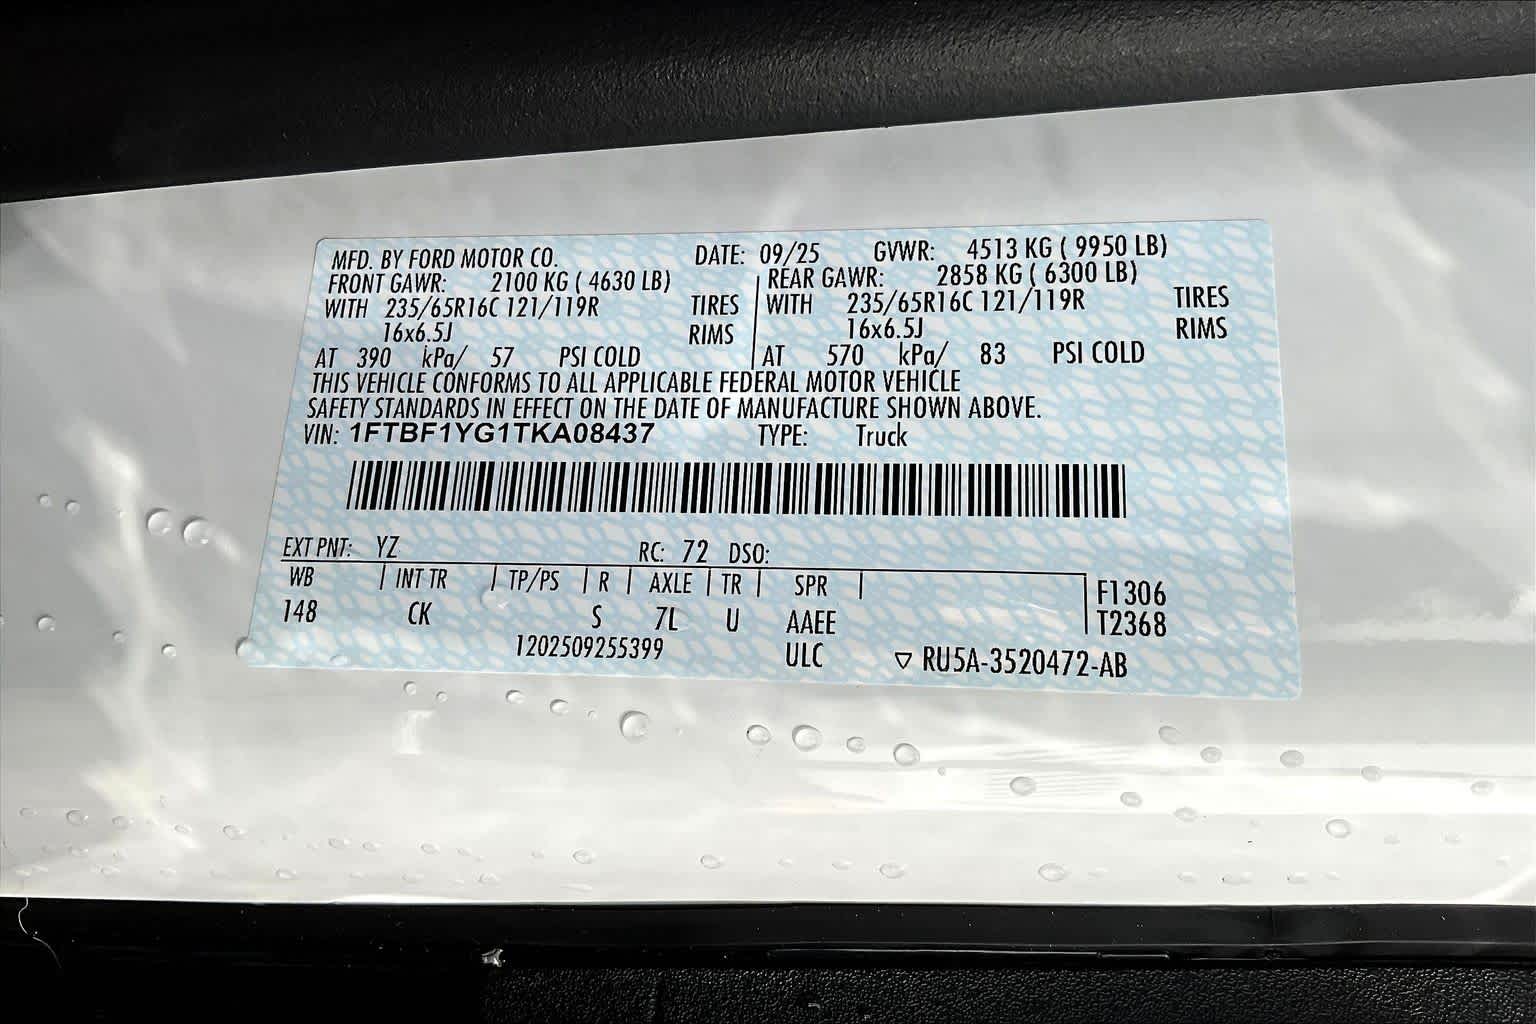 MFD. BY FORD MOTOR CO. DATE: 09/25 GVWR: 4513 KG ( 9950 LB)
FRONT GAWR: 2100 KG ( 4630 LB) REAR GAWR: 2858 KG ( 6300 LB)
WITH 235/65R16C 121/119R TIRES WITH 235/65R16C 121/119R TIRES
16x6.5J RIMS 16x6.5J RIMS
AT 390 kPa/ 57 PSI COLD AT 570 kPa/ 83 PSI COLD
THIS VEHICLE CONFORMS TO ALL APPLICABLE FEDERAL MOTOR VEHICLE
SAFETY STANDARDS IN EFFECT ON THE DATE OF MANUFACTURE SHOWN ABOVE.
VIN: 1FTBF1YG1TKA08437 TYPE: Truck
EXT PNT: YZ RC: 72 DSO:
WB INT TR TP/PS R AXLE TR SPR F1306
148 CK S 7L U AAEE T2368
1202509255399 ULC ▽ RU5A-3520472-AB